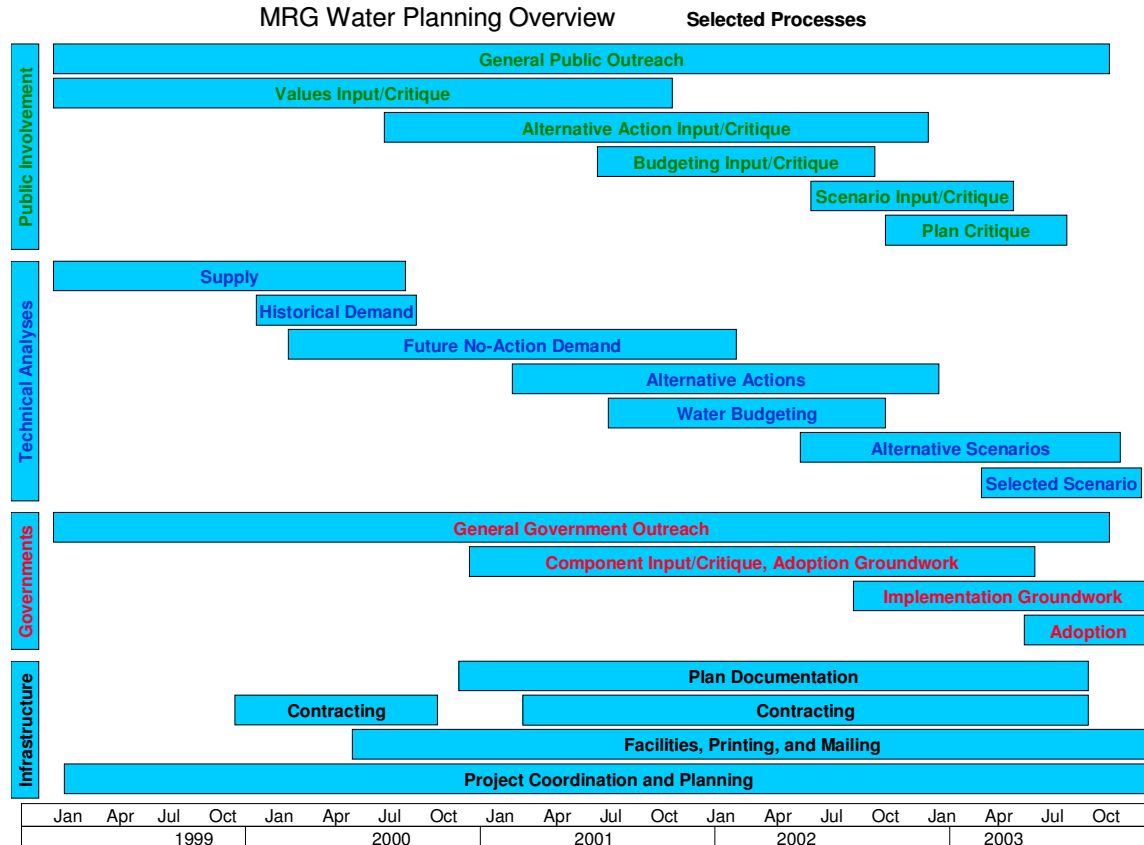 MRG Water Planning Overview Selected Processes
Public Involvement
General Public Outreach
Values Input/Critique
Alternative Action Input/Critique
Budgeting Input/Critique
Scenario Input/Critique
Plan Critique
Technical Analyses
Supply
Historical Demand
Future No-Action Demand
Alternative Actions
Water Budgeting
Alternative Scenarios
Selected Scenario
Governments
General Government Outreach
Component Input/Critique, Adoption Groundwork
Implementation Groundwork
Adoption
Infrastructure
Plan Documentation
Contracting Contracting
Facilities, Printing, and Mailing
Project Coordination and Planning
Jan Apr Jul Oct Jan Apr Jul Oct Jan Apr Jul Oct Jan Apr Jul Oct Jan Apr Jul Oct
1999 2000 2001 2002 2003